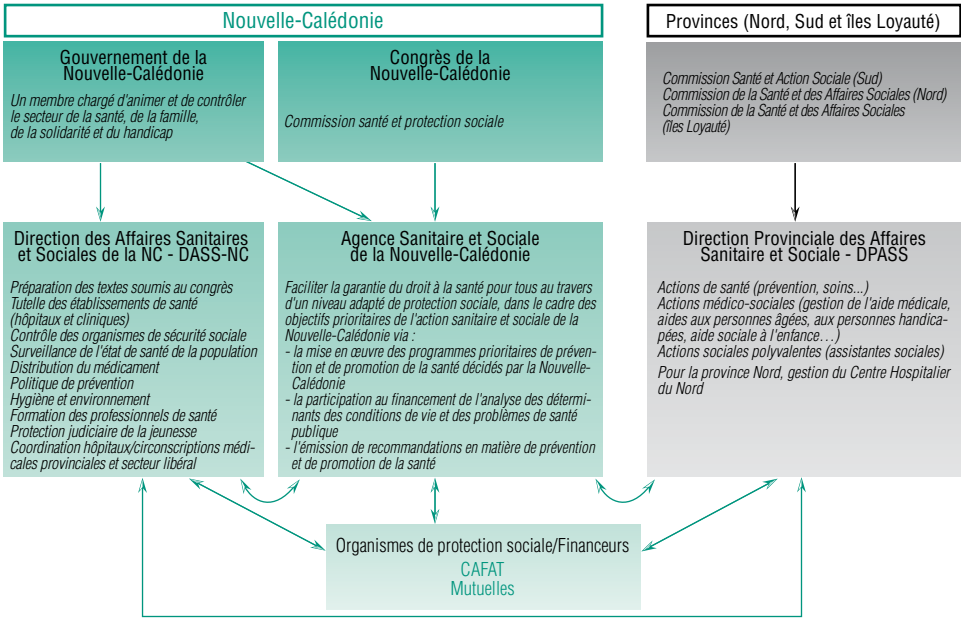 Nouvelle-Calédonie
Provinces (Nord, Sud et îles Loyauté)
Gouvernement de la
Nouvelle-Calédonie
Un membre chargé d'animer et de contrôler
le secteur de la santé, de la famille,
de la solidarité et du handicap
Congrès de la
Nouvelle-Calédonie
Commission santé et protection sociale
Commission Santé et Action Sociale (Sud)
Commission de la Santé et des Affaires Sociales (Nord)
Commission de la Santé et des Affaires Sociales
(îles Loyauté)
Direction des Affaires Sanitaires
et Sociales de la NC - DASS-NC
Préparation des textes soumis au congrès
Tutelle des établissements de santé
(hôpitaux et cliniques)
Contrôle des organismes de sécurité sociale
Surveillance de l'état de santé de la population
Distribution du médicament
Politique de prévention
Hygiène et environnement
Formation des professionnels de santé
Protection judiciaire de la jeunesse
Coordination hôpitaux/circonscriptions médi-
cales provinciales et secteur libéral
Agence Sanitaire et Sociale
de la Nouvelle-Calédonie
Faciliter la garantie du droit à la santé pour tous au travers
d'un niveau adapté de protection sociale, dans le cadre des
objectifs prioritaires de l'action sanitaire et sociale de la
Nouvelle-Calédonie via :
- la mise en œuvre des programmes prioritaires de préven-
tion et de promotion de la santé décidés par la Nouvelle-
Calédonie
- la participation au financement de l'analyse des détermi-
nants des conditions de vie et des problèmes de santé
publique
- l'émission de recommandations en matière de prévention
et de promotion de la santé
Direction Provinciale des Affaires
Sanitaire et Sociale - DPASS
Actions de santé (prévention, soins...)
Actions médico-sociales (gestion de l'aide médicale,
aides aux personnes âgées, aux personnes handica-
pées, aide sociale à l'enfance…)
Actions sociales polyvalentes (assistantes sociales)
Pour la province Nord, gestion du Centre Hospitalier
du Nord
Organismes de protection sociale/Financeurs
CAFAT
Mutuelles